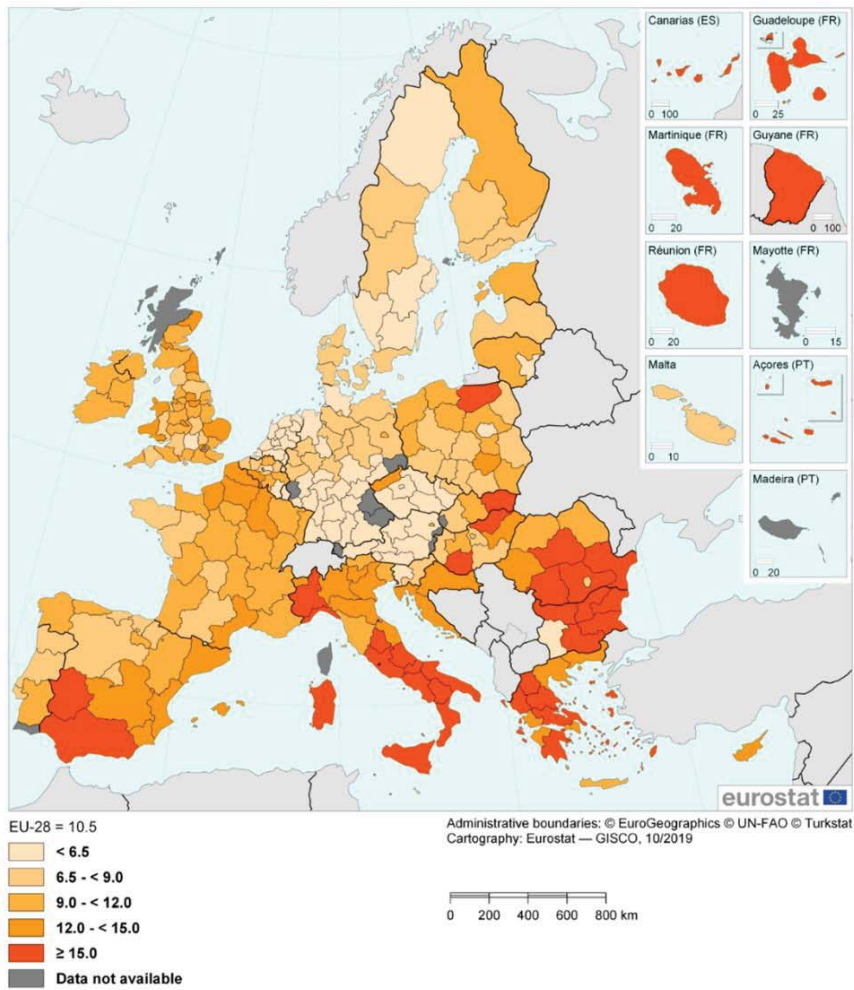 Canarias (ES)
0 100
Guadeloupe (FR)
0 25
Martinique (FR)
0 20
Guyane (FR)
0 100
Réunion (FR)
0 20
Mayotte (FR)
0 15
Malta
0 10
Açores (PT)
Madeira (PT)
0 20
eurostat
EU-28 = 10.5
< 6.5
6.5 - < 9.0
9.0 - < 12.0
12.0 - < 15.0
≥ 15.0
Data not available
Administrative boundaries: © EuroGeographics © UN-FAO © Turkstat
Cartography: Eurostat — GISCO, 10/2019
0 200 400 600 800 km